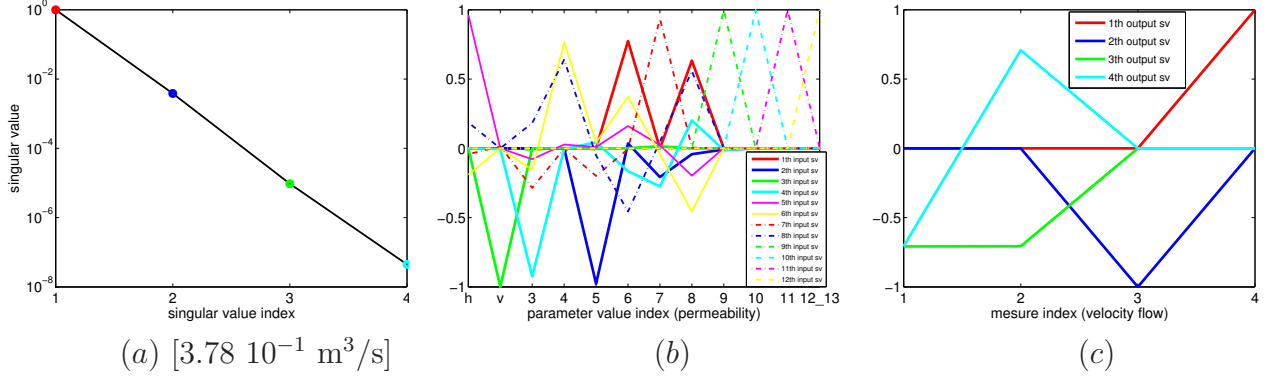 10^0
10^−2
10^−4
10^−6
10^−8
singular value
1 2 3 4
singular value index
(a) [3.78 10^{−1} m^3/s]
1
0.5
0
−0.5
−1
h v 3 4 5 6 7 8 9 10 11 12_13
parameter value index (permeability)
1th input sv
2th input sv
3th input sv
4th input sv
5th input sv
6th input sv
7th input sv
8th input sv
9th input sv
10th input sv
11th input sv
12th input sv
(b)
1
0.5
0
−0.5
−1
1 2 3 4
mesure index (velocity flow)
1th output sv
2th output sv
3th output sv
4th output sv
(c)